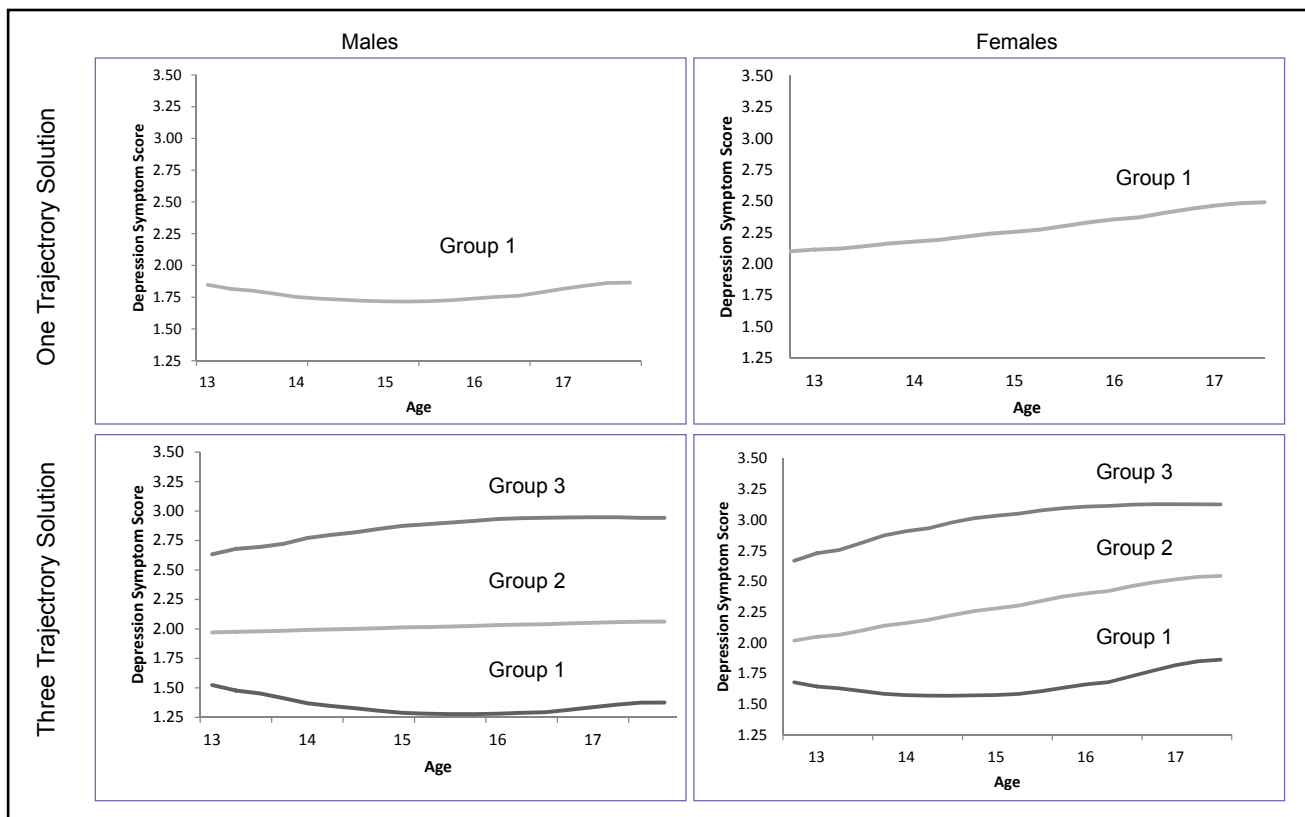 Males
Females
One Trajectrory Solution
Depression Symptom Score
3.50
3.25
3.00
2.75
2.50
2.25
2.00
1.75
1.50
1.25
Group 1
13 14 15 16 17
Age
Depression Symptom Score
3.50
3.25
3.00
2.75
2.50
2.25
2.00
1.75
1.50
1.25
Group 1
13 14 15 16 17
Age
Three Trajectrory Solution
Depression Symptom Score
3.50
3.25
3.00
2.75
2.50
2.25
2.00
1.75
1.50
1.25
Group 3
Group 2
Group 1
13 14 15 16 17
Age
Depression Symptom Score
3.50
3.25
3.00
2.75
2.50
2.25
2.00
1.75
1.50
1.25
Group 3
Group 2
Group 1
13 14 15 16 17
Age